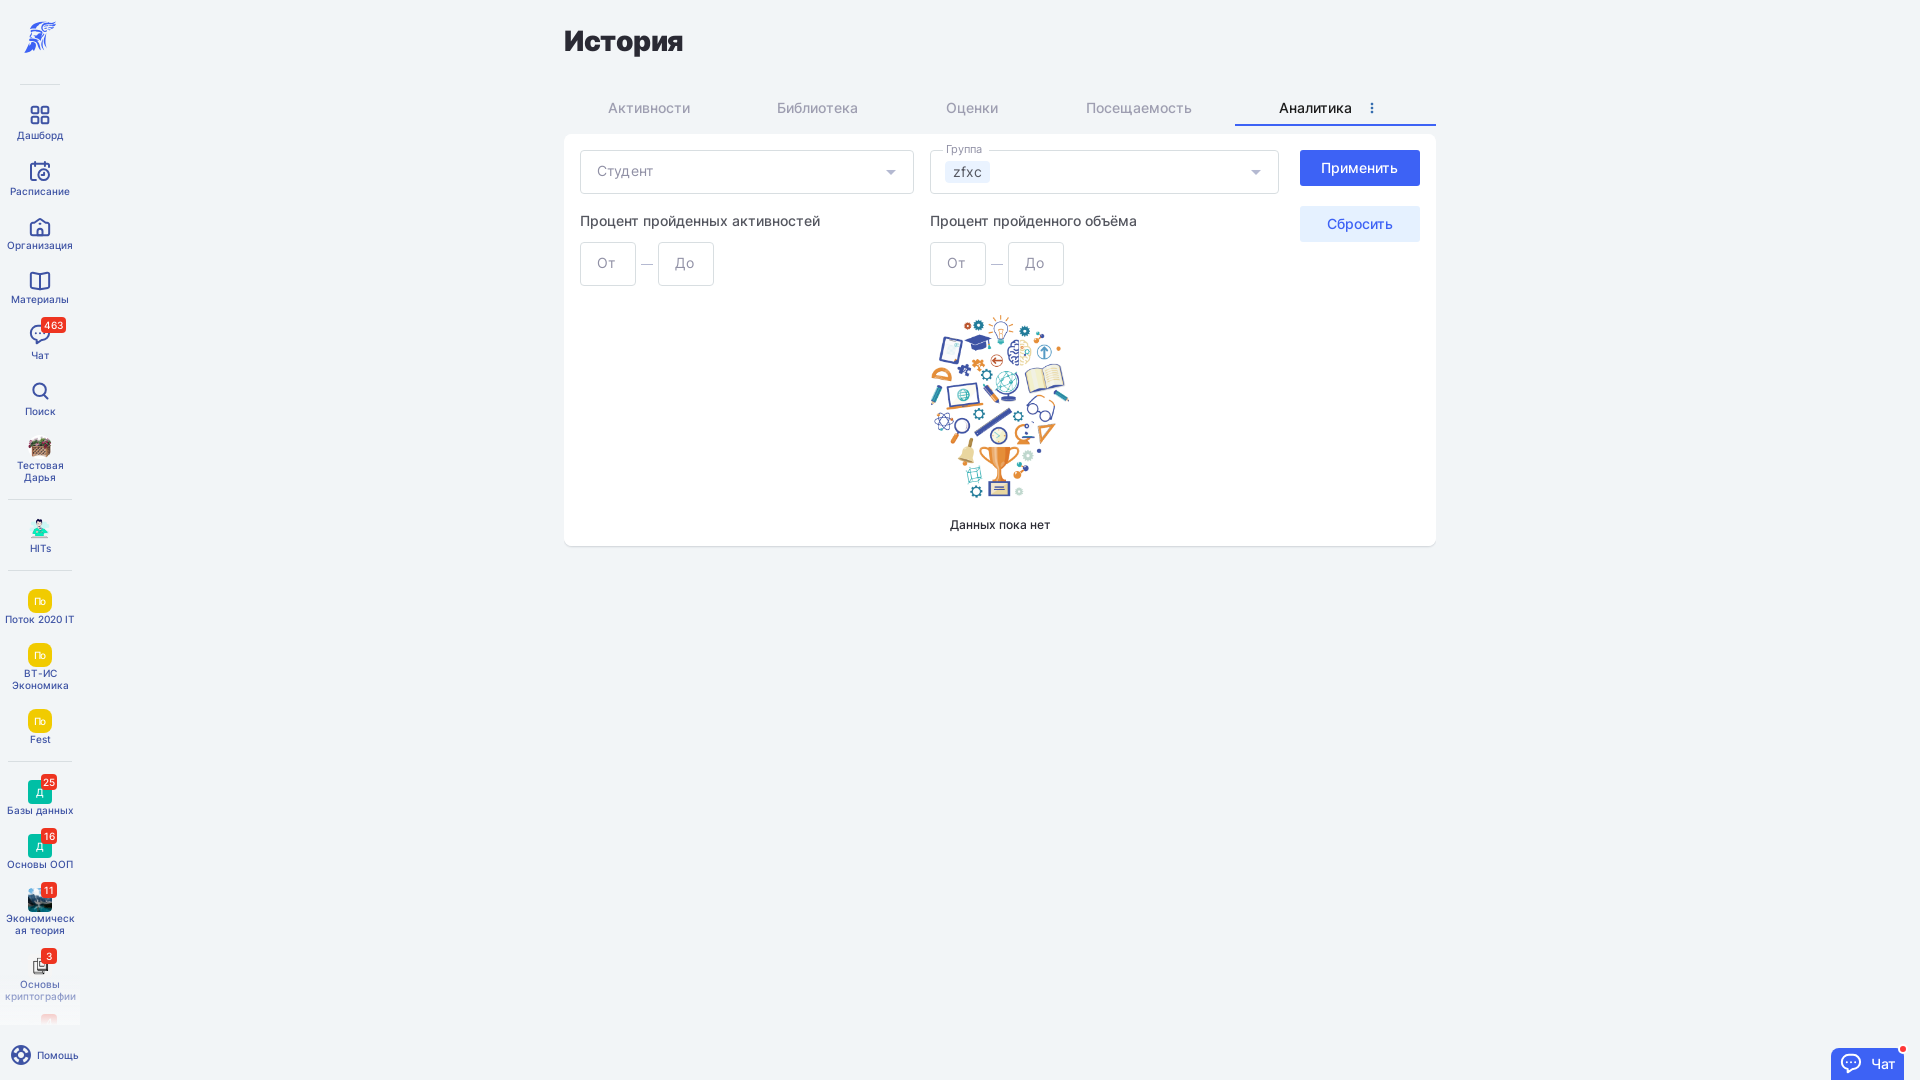 История
Активности
Библиотека
Оценки
Посещаемость
Аналитика
Студент
Группа
zfxc
Применить
Сбросить
Процент пройденных активностей
От
—
До
Процент пройденного объёма
От
—
До
Данных пока нет
Дашборд
Расписание
Организация
Материалы
463
Чат
Поиск
Тестовая
Дарья
HITs
По
Поток 2020 IT
По
ВТ-ИС
Экономика
По
Fest
25
Д
Базы данных
16
Д
Основы ООП
11
Экономическ
ая теория
3
Основы
криптографии
Помощь
Чат